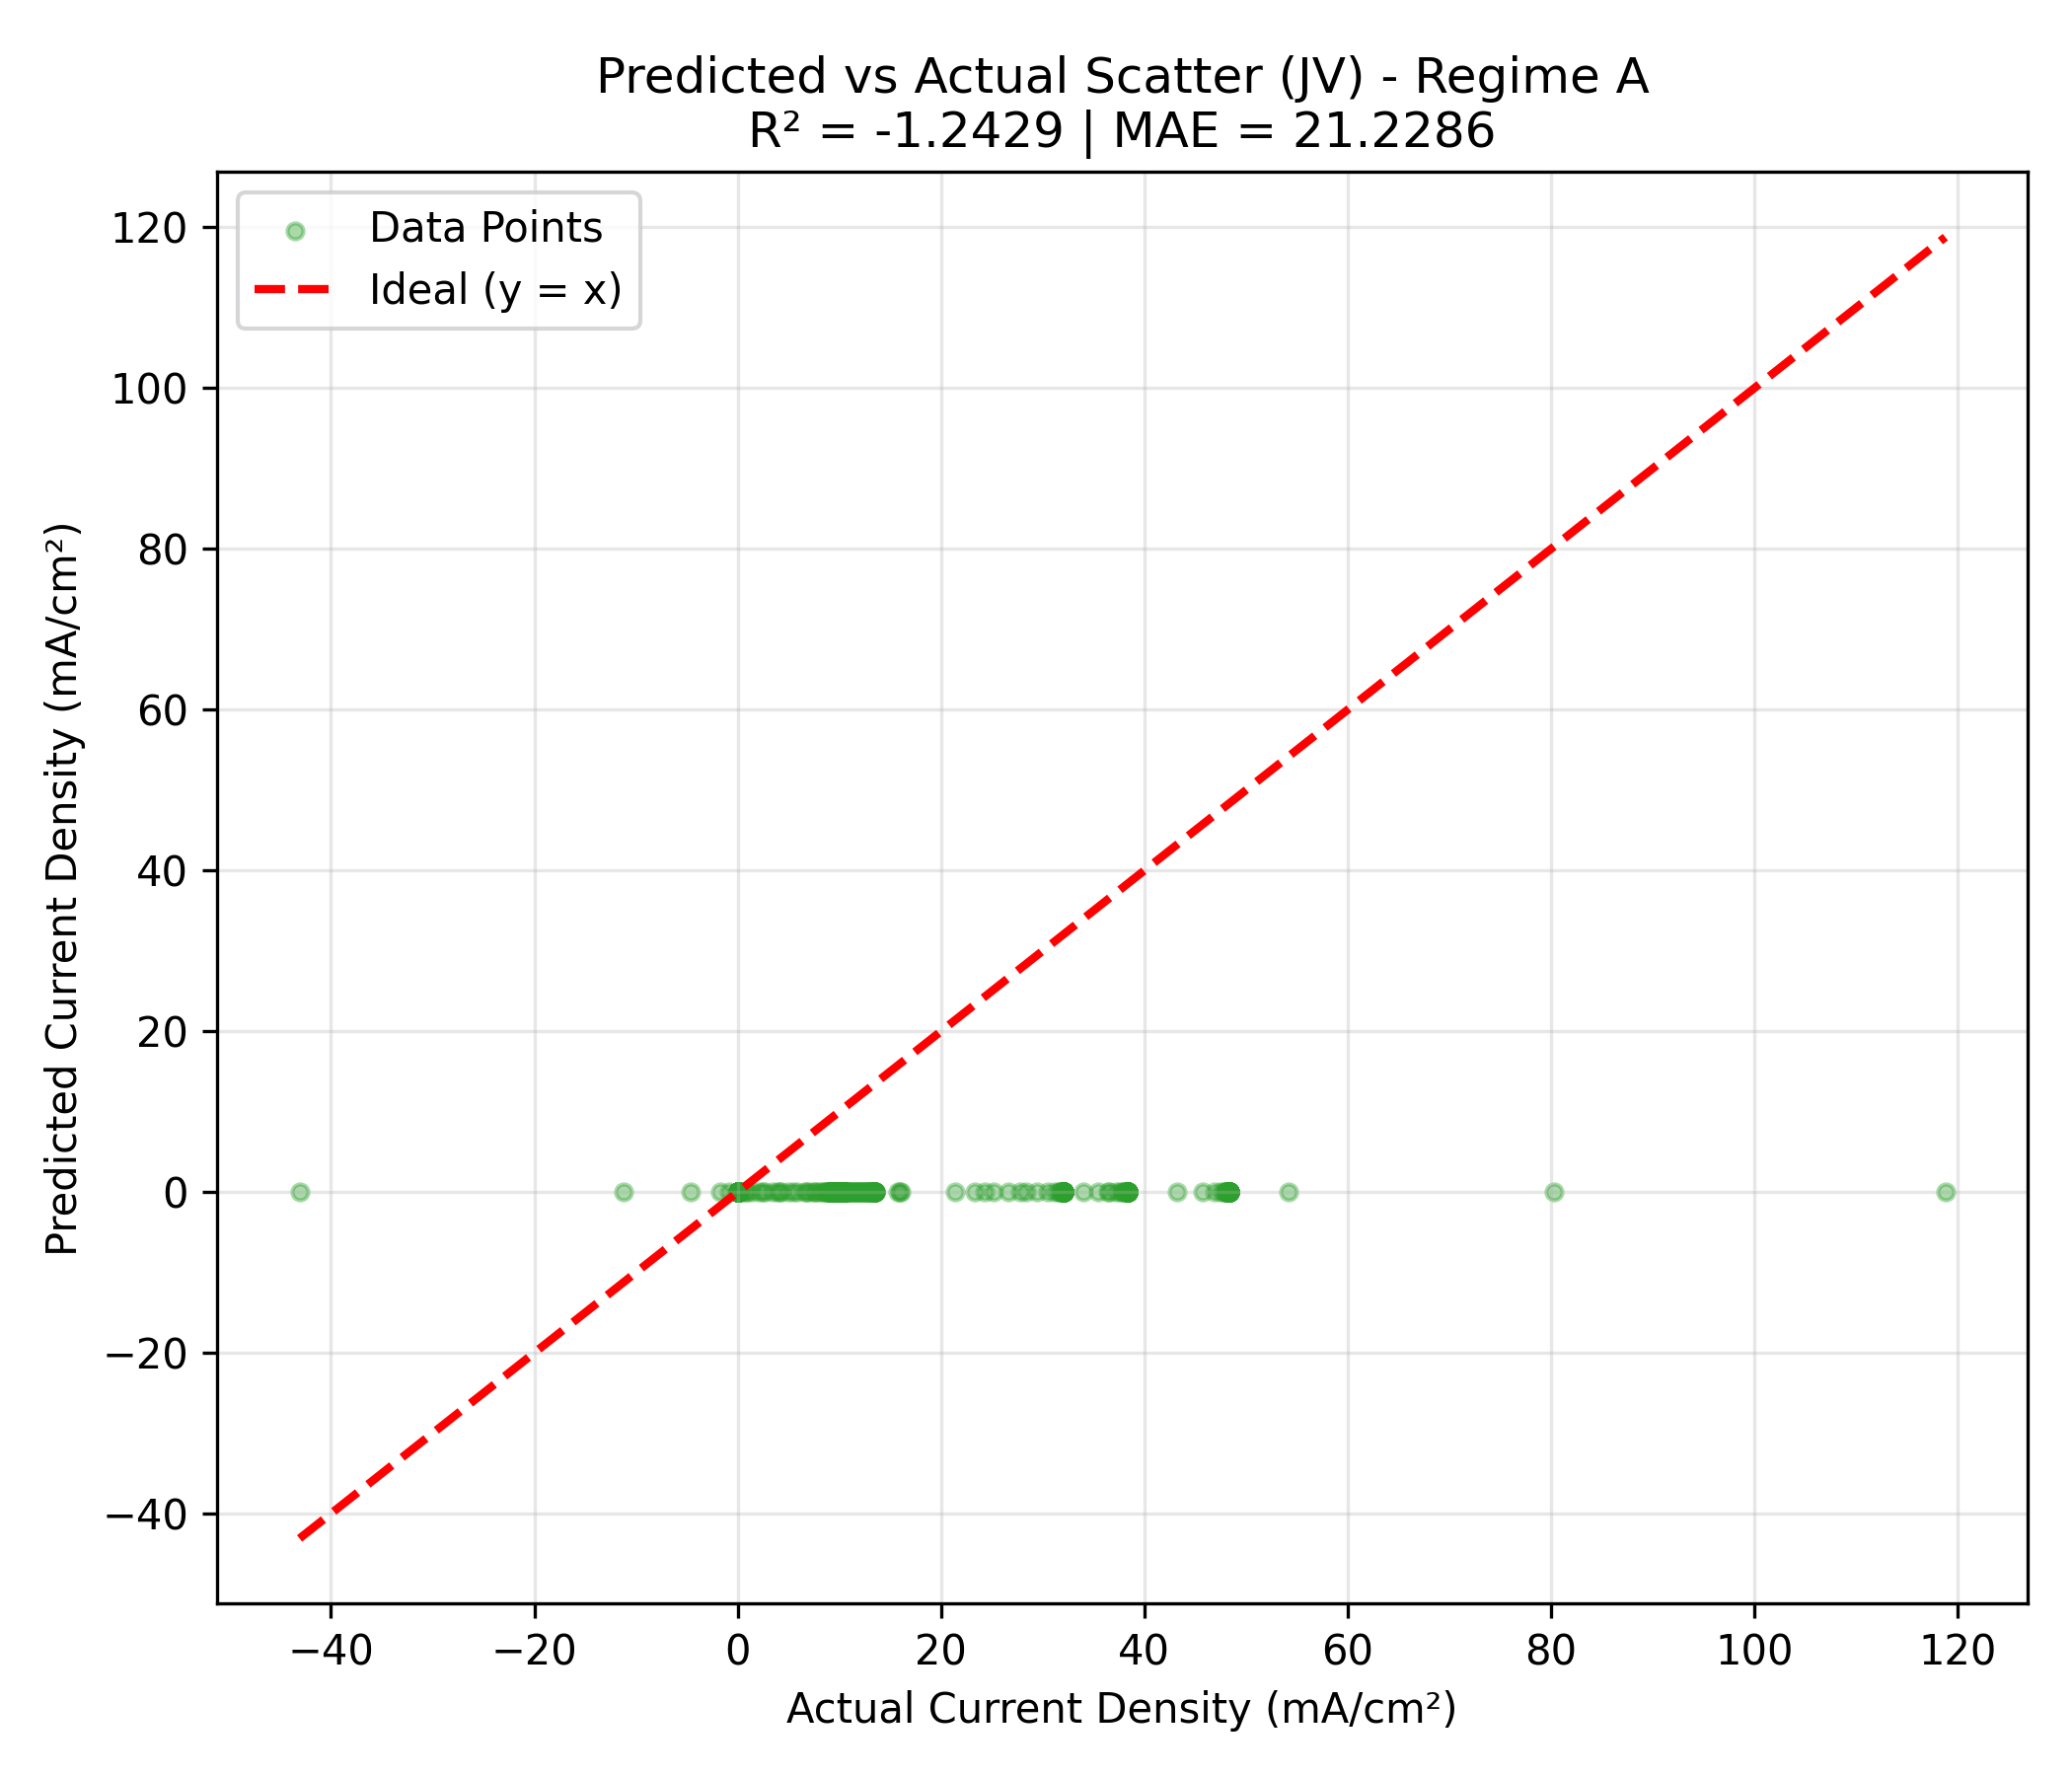 Predicted vs Actual Scatter (JV) - Regime A
R² = -1.2429 | MAE = 21.2286
Data Points
Ideal (y = x)
Predicted Current Density (mA/cm²)
120
100
80
60
40
20
0
−20
−40
−40 −20 0 20 40 60 80 100 120
Actual Current Density (mA/cm²)